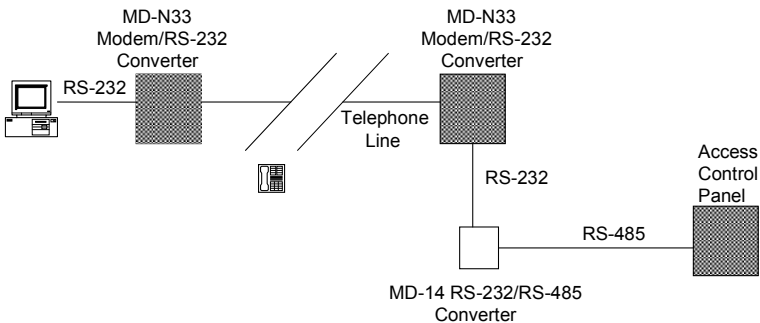 MD-N33
Modem/RS-232
Converter
MD-N33
Modem/RS-232
Converter
RS-232
Telephone
Line
RS-232
Access
Control
Panel
RS-485
MD-14 RS-232/RS-485
Converter